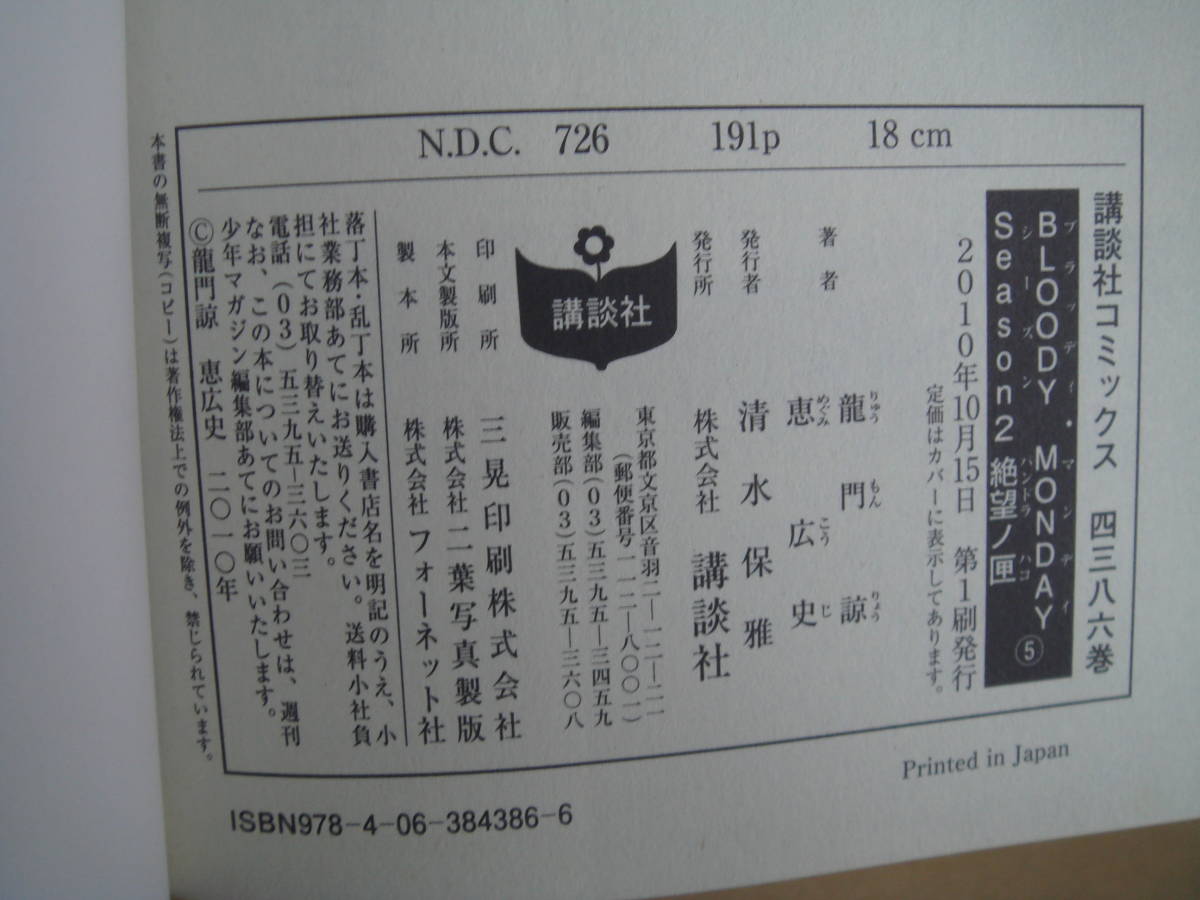 N.D.C. 726 191p 18 cm
講談社コミックス 四三八六巻
BLOODY・MONDAY
ブラッディ・マンデイ
Season2 絶望ノ匣 ⑤
シーズン パンドラ ハコ
2010年10月15日 第1刷発行
定価はカバーに表示してあります。
著者 龍門諒
りゅうもんりょう
恵広史
めぐみこうじ
発行者 清水保雅
発行所 株式会社 講談社
東京都文京区音羽二―一二―二一
(郵便番号一一二―八〇〇一)
編集部(03)五三九五―三四五九
販売部(03)五三九五―三六〇八
講談社
印刷所 三晃印刷株式会社
本文製版所 株式会社 二葉写真製版
製本所 株式会社 フォーネット社
落丁本・乱丁本は購入書店名を明記のうえ、小
社業務部あてにお送りください。送料小社負
担にてお取り替えいたします。
電話(03)五三九五―三六〇三
なお、この本についてのお問い合わせは、週刊
少年マガジン編集部あてにお願いいたします。
Ⓒ龍門諒 恵広史 二〇一〇年
本書の無断複写(コピー)は著作権法上での例外を除き、禁じられています。
Printed in Japan
ISBN978-4-06-384386-6